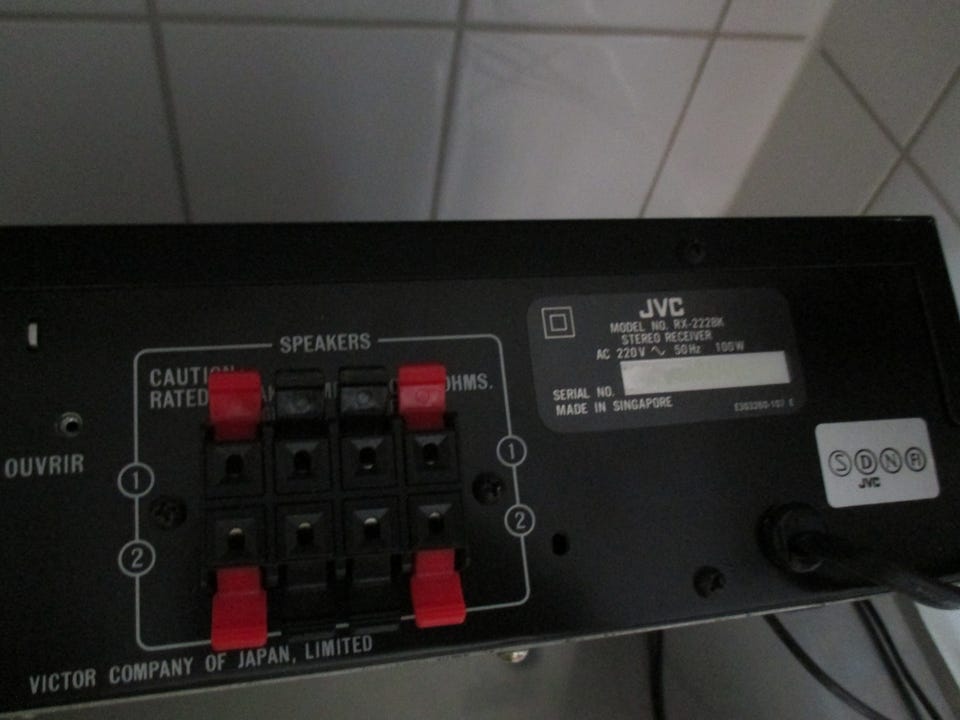 SPEAKERS
CAUTION
RATED OHMS.
OUVRIR
1
2
1
2
VICTOR COMPANY OF JAPAN, LIMITED
JVC
MODEL NO. RX-222BK
STEREO RECEIVER
AC 220V ∿ 50Hz 100W
SERIAL NO.
MADE IN SINGAPORE
S D N FI
JVC